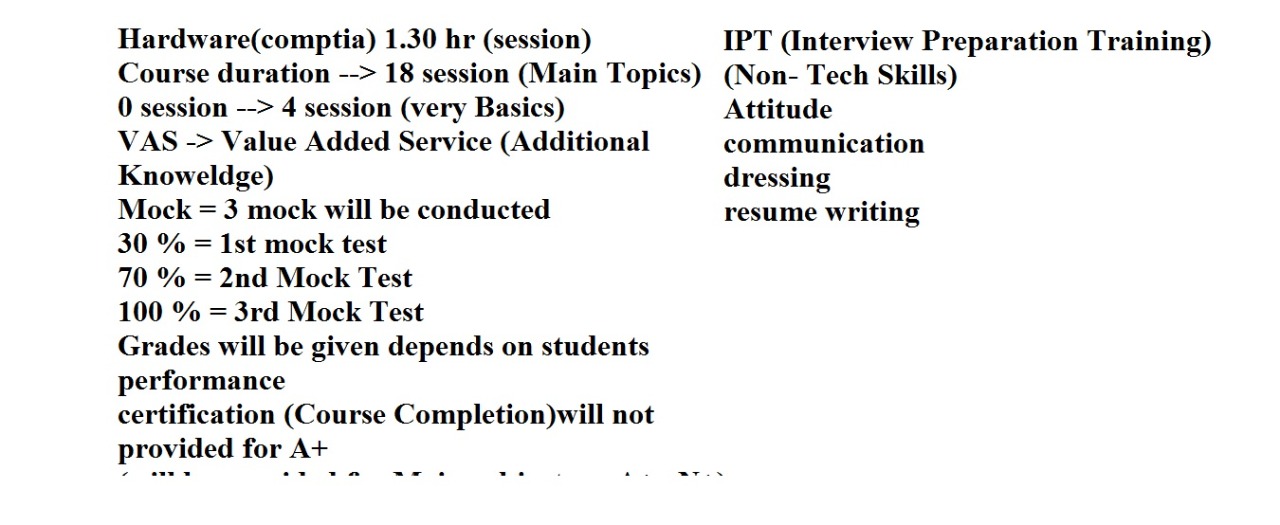 Hardware(comptia) 1.30 hr (session)
Course duration --> 18 session (Main Topics)
0 session --> 4 session (very Basics)
VAS -> Value Added Service (Additional
Knoweldge)
Mock = 3 mock will be conducted
30 % = 1st mock test
70 % = 2nd Mock Test
100 % = 3rd Mock Test
Grades will be given depends on students
performance
certification (Course Completion)will not
provided for A+
IPT (Interview Preparation Training)
(Non- Tech Skills)
Attitude
communication
dressing
resume writing